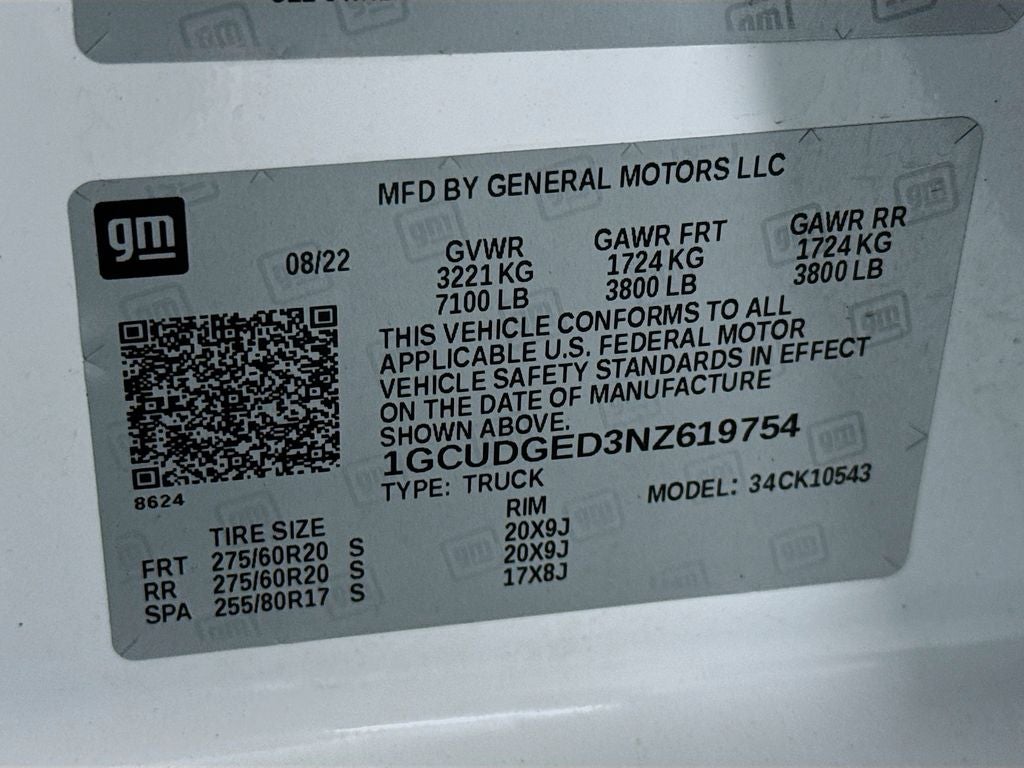 gm
MFD BY GENERAL MOTORS LLC
08/22
GVWR GAWR FRT GAWR RR
3221 KG 1724 KG 1724 KG
7100 LB 3800 LB 3800 LB
THIS VEHICLE CONFORMS TO ALL
APPLICABLE U.S. FEDERAL MOTOR
VEHICLE SAFETY STANDARDS IN EFFECT
ON THE DATE OF MANUFACTURE
SHOWN ABOVE.
1GCUDGED3NZ619754
TYPE: TRUCK MODEL: 34CK10543
8624
TIRE SIZE RIM
FRT 275/60R20 S 20X9J
RR 275/60R20 S 20X9J
SPA 255/80R17 S 17X8J